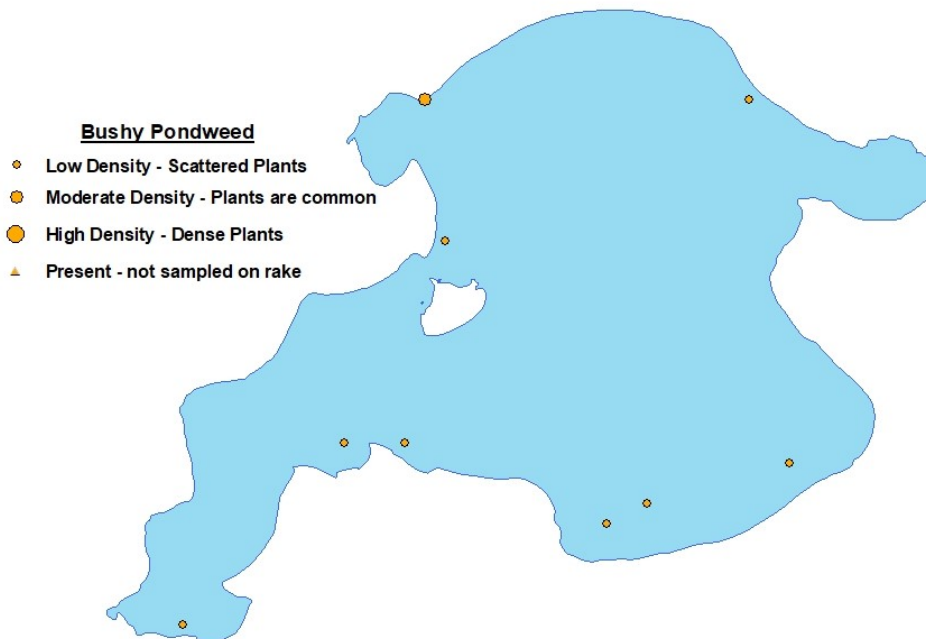 Bushy Pondweed
Low Density - Scattered Plants
Moderate Density - Plants are common
High Density - Dense Plants
Present - not sampled on rake